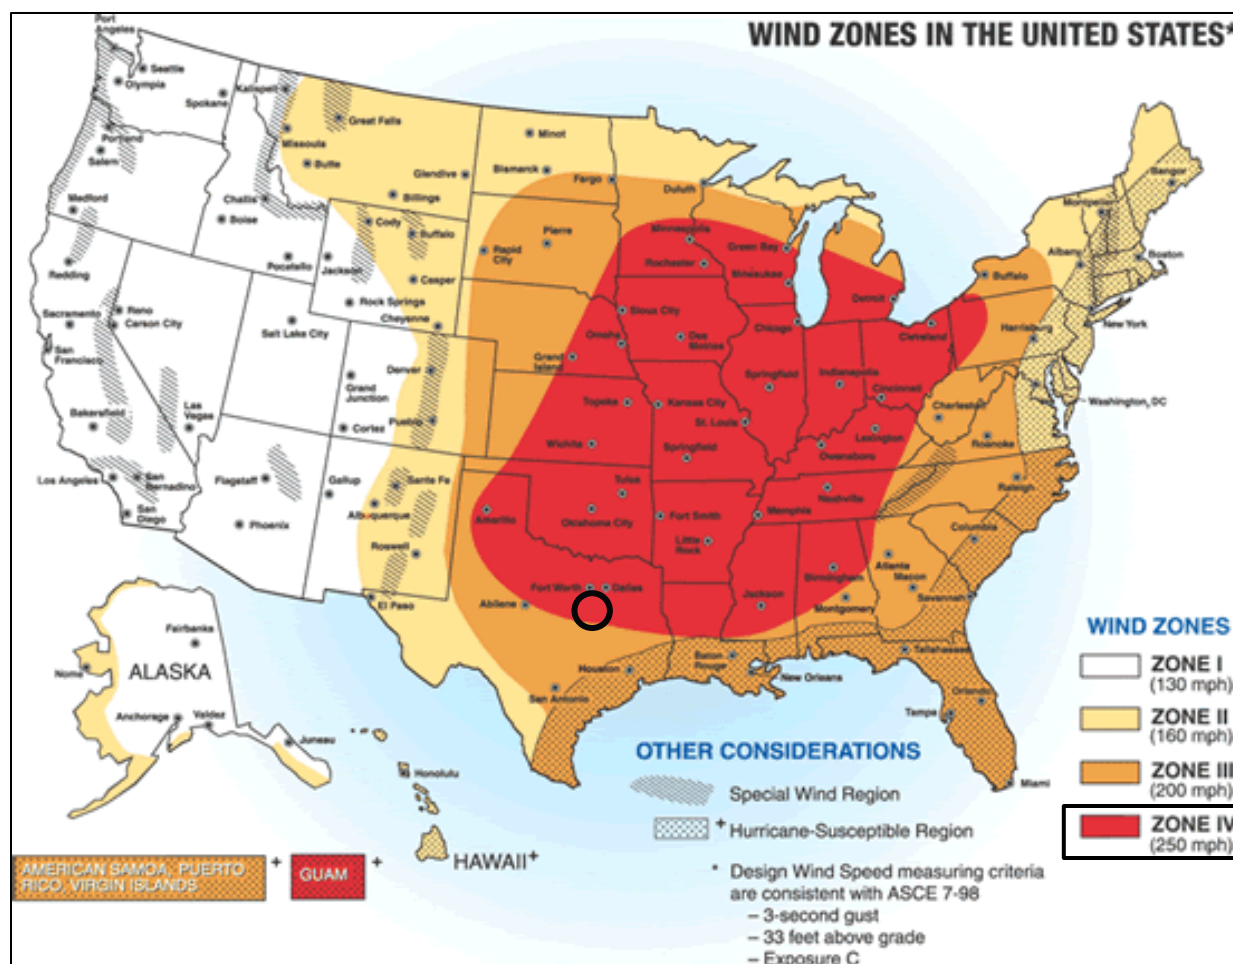 WIND ZONES IN THE UNITED STATES*
Port
Angeles
Seattle
Olympia
Spokane
Kalispell
Great Falls
Portland
Salem
Missoula
Butte
Glendive
Minot
Bismarck
Fargo
Duluth
Bangor
Medford
Challis
Boise
Billings
Cody
Buffalo
Rapid
City
Pierre
Minneapolis
Green Bay
Montpelier
Albany
Boston
Redding
Pocatello
Jackson
Casper
Rochester
Milwaukee
Detroit
Buffalo
Sacramento
Reno
Carson City
Salt Lake City
Rock Springs
Cheyenne
Sioux City
Omaha
Des
Moines
Chicago
Cleveland
Harrisburg
New York
San
Francisco
Grand
Junction
Denver
Grand
Island
Springfield
Indianapolis
Cincinnati
Washington, DC
Bakersfield
Las
Vegas
Cortez
Pueblo
Topeka
Kansas City
St. Louis
Charleston
Roanoke
Wichita
Springfield
Lexington
Owensboro
Los Angeles
San
Bernadino
Flagstaff
Gallup
Sante Fe
Tulsa
Nashville
Raleigh
San
Diego
Phoenix
Albuquerque
Amarillo
Oklahoma City
Fort Smith
Memphis
Columbia
Roswell
Little
Rock
Atlanta
Birmingham
Macon
El Paso
Fort Worth
Dallas
Abilene
Jackson
Montgomery
Savannah
Fairbanks
ALASKA
Nome
Anchorage
Valdez
Juneau
Houston
Baton
Rouge
New Orleans
Tallahassee
San Antonio
Orlando
Tampa
Miami
Honolulu
HAWAII+
WIND ZONES
ZONE I
(130 mph)
ZONE II
(160 mph)
ZONE III
(200 mph)
ZONE IV
(250 mph)
OTHER CONSIDERATIONS
Special Wind Region
+ Hurricane-Susceptible Region
* Design Wind Speed measuring criteria
are consistent with ASCE 7-98
– 3-second gust
– 33 feet above grade
– Exposure C
AMERICAN SAMOA, PUERTO
RICO, VIRGIN ISLANDS
+
GUAM
+